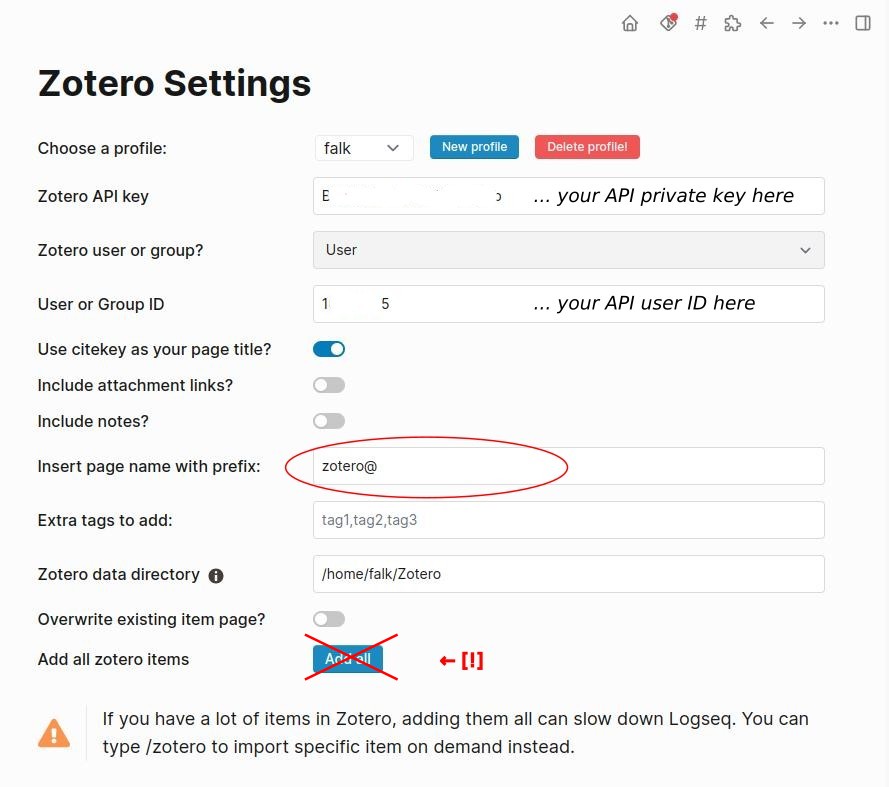 Zotero Settings
Choose a profile: falk New profile Delete profile!
Zotero API key E ... your API private key here
Zotero user or group? User
User or Group ID 1 5 ... your API user ID here
Use citekey as your page title?
Include attachment links?
Include notes?
Insert page name with prefix: zotero@
Extra tags to add: tag1,tag2,tag3
Zotero data directory /home/falk/Zotero
Overwrite existing item page?
Add all zotero items Add all ← [!]
If you have a lot of items in Zotero, adding them all can slow down Logseq. You can
type /zotero to import specific item on demand instead.